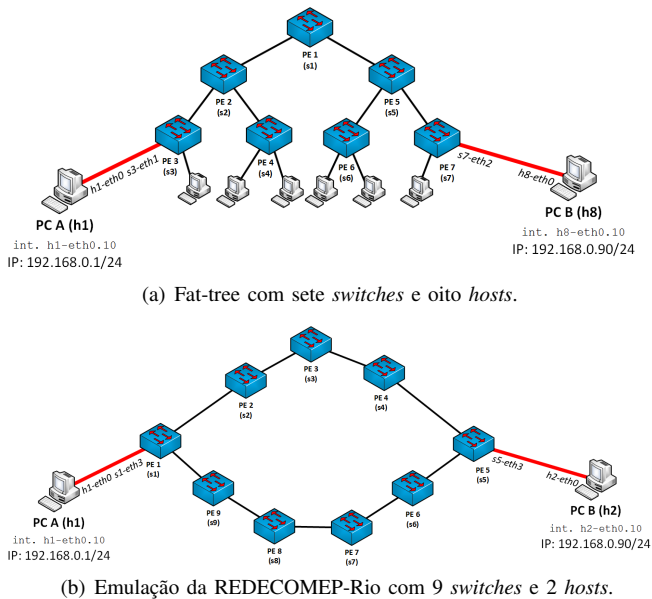 PE 1
(s1)
PE 2
(s2)
PE 5
(s5)
PE 3
(s3)
PE 4
(s4)
PE 6
(s6)
PE 7
(s7)
h1-eth0 s3-eth1
s7-eth2
h8-eth0
PC A (h1)
int. h1-eth0.10
IP: 192.168.0.1/24
PC B (h8)
int. h8-eth0.10
IP: 192.168.0.90/24
(a) Fat-tree com sete switches e oito hosts.
PE 3
(s3)
PE 2
(s2)
PE 4
(s4)
PE 1
(s1)
PE 5
(s5)
h1-eth0 s1-eth3
s5-eth3
h2-eth0
PE 9
(s9)
PE 6
(s6)
PE 8
(s8)
PE 7
(s7)
PC A (h1)
int. h1-eth0.10
IP: 192.168.0.1/24
PC B (h2)
int. h2-eth0.10
IP: 192.168.0.90/24
(b) Emulação da REDECOMEP-Rio com 9 switches e 2 hosts.